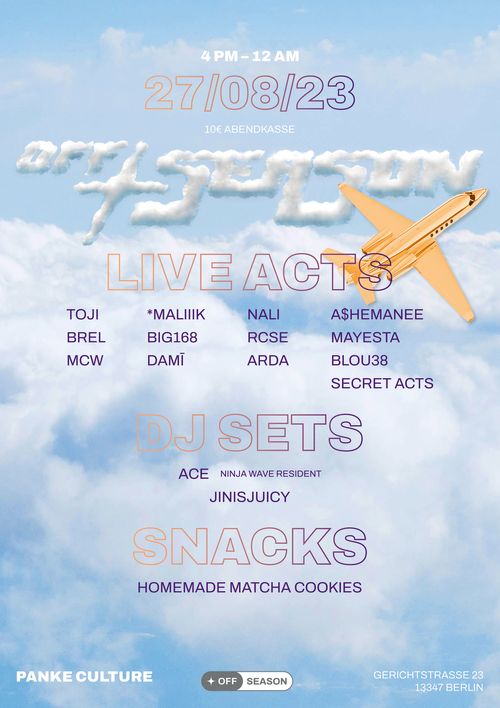 4 PM – 12 AM
27/08/23
10€ ABENDKASSE
OFF SEASON
LIVE ACTS
TOJI *MALIIIK NALI A$HEMANEE
BREL BIG168 RCSE MAYESTA
MCW DAMĪ ARDA BLOU38
SECRET ACTS
DJ SETS
ACE NINJA WAVE RESIDENT
JINISJUICY
SNACKS
HOMEMADE MATCHA COOKIES
PANKE CULTURE
OFF SEASON
GERICHTSTRASSE 23
13347 BERLIN